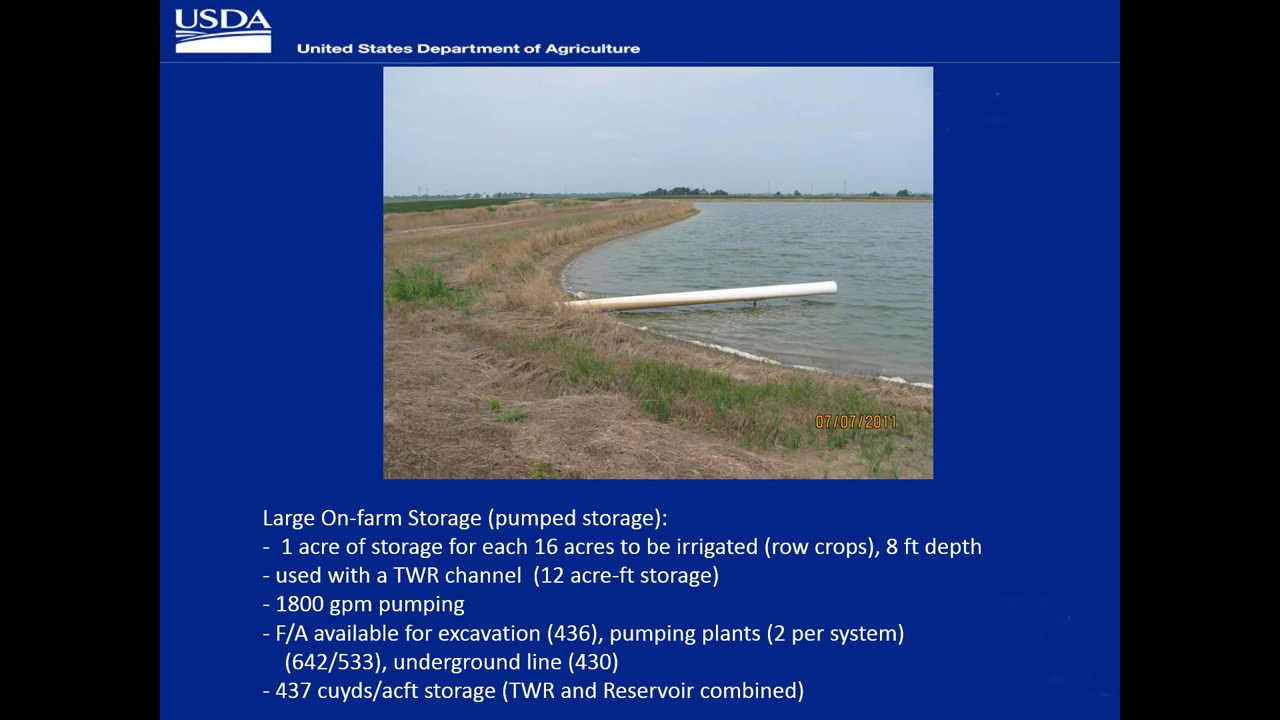 USDA
United States Department of Agriculture
07/07/2011
Large On-farm Storage (pumped storage):
-  1 acre of storage for each 16 acres to be irrigated (row crops), 8 ft depth
- used with a TWR channel  (12 acre-ft storage)
- 1800 gpm pumping
- F/A available for excavation (436), pumping plants (2 per system)
(642/533), underground line (430)
- 437 cuyds/acft storage (TWR and Reservoir combined)